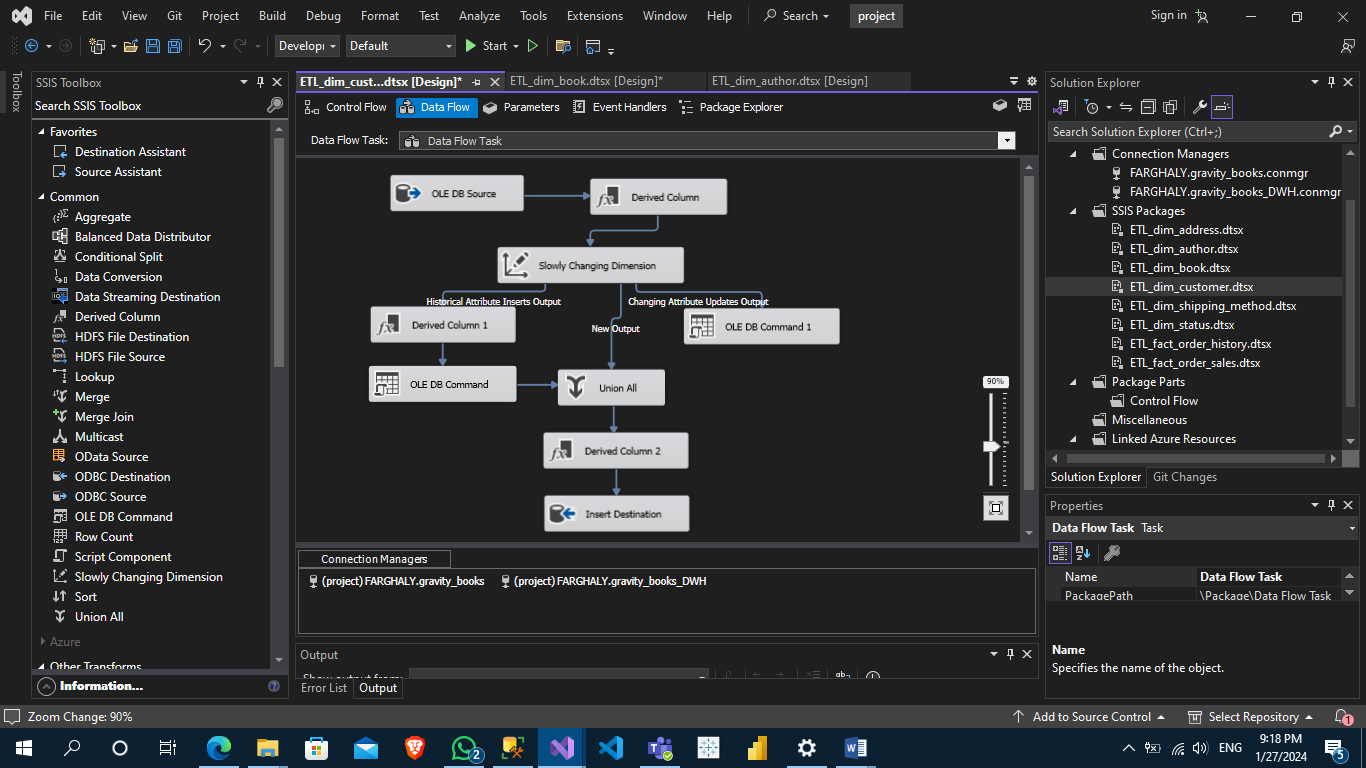 File Edit View Git Project Build Debug Format Test Analyze Tools Extensions Window Help Search project Sign in
Develop Default Start
Toolbox
SSIS Toolbox
Search SSIS Toolbox
Favorites
Destination Assistant
Source Assistant
Common
Aggregate
Balanced Data Distributor
Conditional Split
Data Conversion
Data Streaming Destination
Derived Column
HDFS File Destination
HDFS File Source
Lookup
Merge
Merge Join
Multicast
OData Source
ODBC Destination
ODBC Source
OLE DB Command
Row Count
Script Component
Slowly Changing Dimension
Sort
Union All
Azure
Other Transforms
Information...
ETL_dim_cust....dtsx [Design]* ETL_dim_book.dtsx [Design]* ETL_dim_author.dtsx [Design]
Control Flow Data Flow Parameters Event Handlers Package Explorer
Data Flow Task: Data Flow Task
OLE DB Source
Derived Column
Slowly Changing Dimension
Historical Attribute Inserts Output Changing Attribute Updates Output
Derived Column 1 New Output OLE DB Command 1
OLE DB Command Union All
Derived Column 2
Insert Destination
90%
Connection Managers
(project) FARGHALY.gravity_books (project) FARGHALY.gravity_books_DWH
Output
Show output from:
Error List Output
Solution Explorer
Search Solution Explorer (Ctrl+;)
Connection Managers
FARGHALY.gravity_books.conmgr
FARGHALY.gravity_books_DWH.conmgr
SSIS Packages
ETL_dim_address.dtsx
ETL_dim_author.dtsx
ETL_dim_book.dtsx
ETL_dim_customer.dtsx
ETL_dim_shipping_method.dtsx
ETL_dim_status.dtsx
ETL_fact_order_history.dtsx
ETL_fact_order_sales.dtsx
Package Parts
Control Flow
Miscellaneous
Linked Azure Resources
Solution Explorer Git Changes
Properties
Data Flow Task Task
Name Data Flow Task
PackagePath \Package\Data Flow Task
Name
Specifies the name of the object.
Zoom Change: 90% Add to Source Control Select Repository 1
2 ENG 9:18 PM
1/27/2024 5